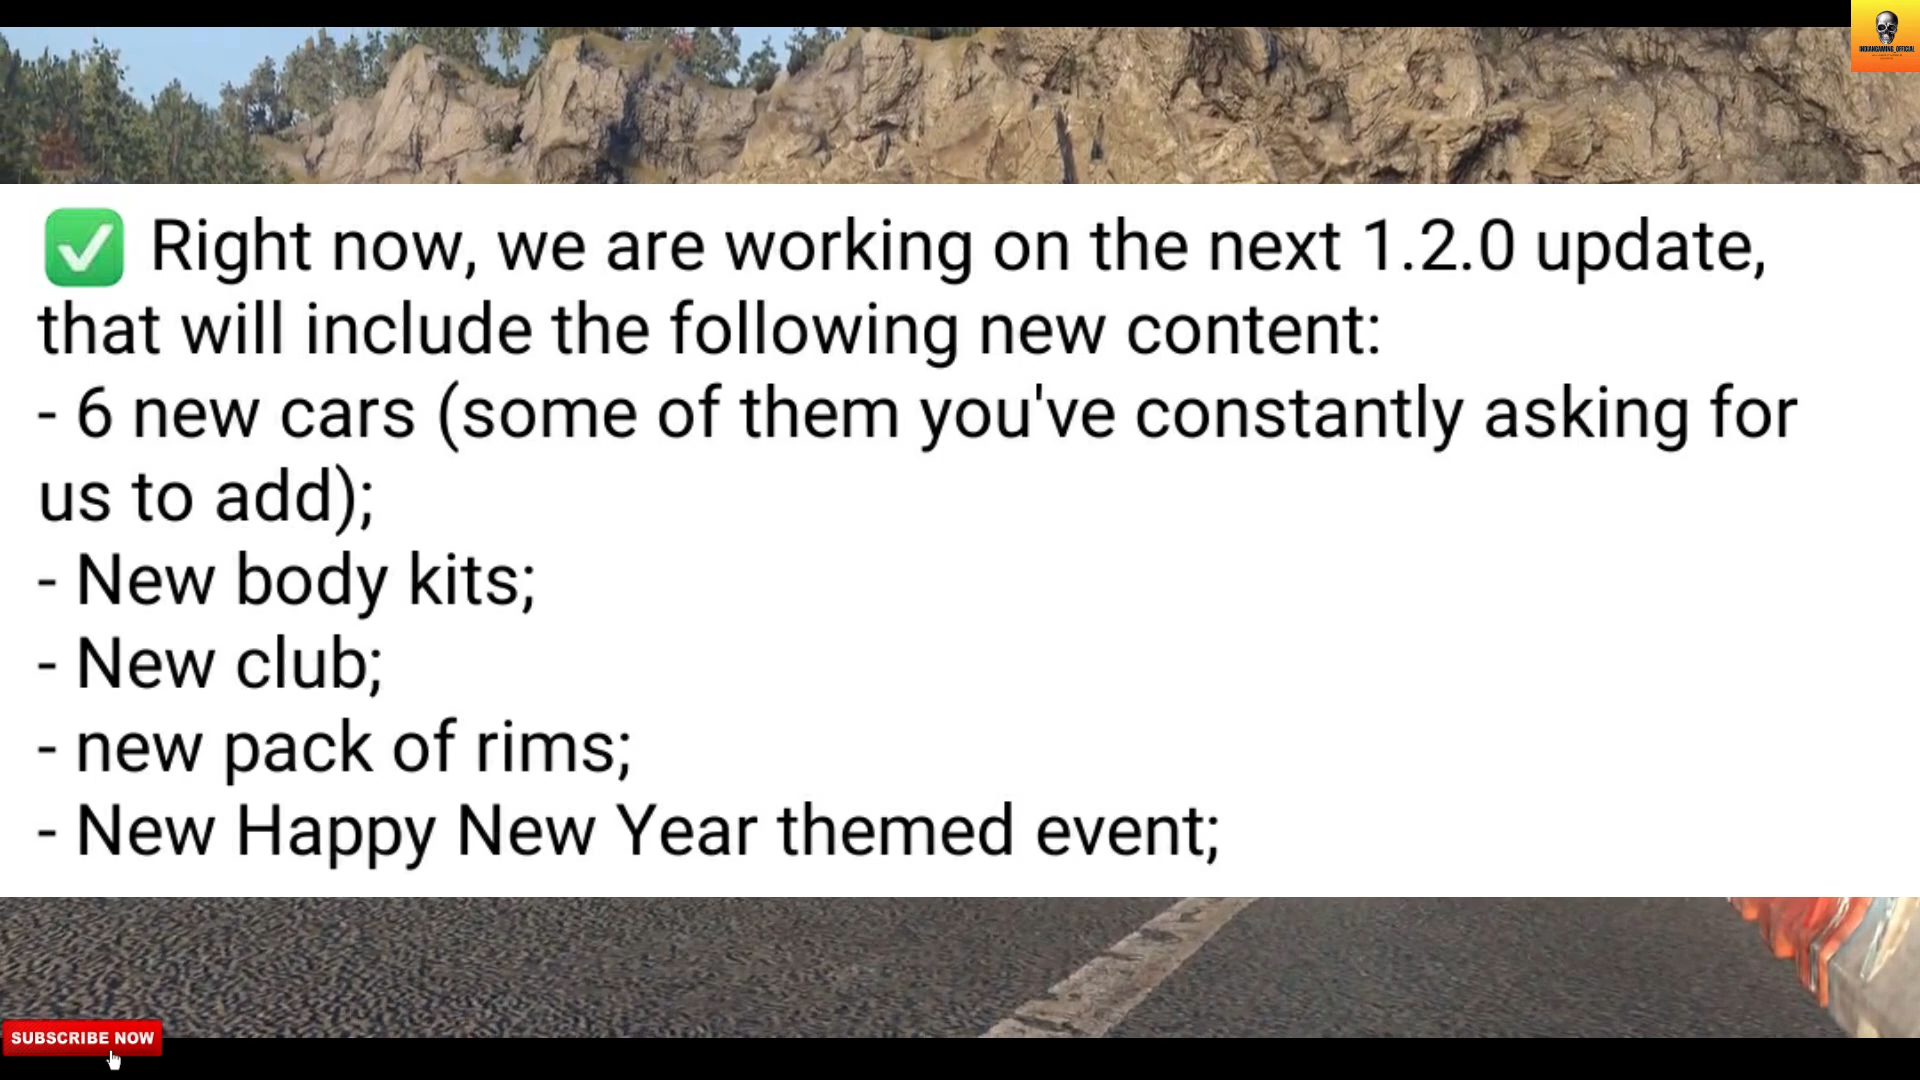 INDIANGAMING_OFFICIAL
✅ Right now, we are working on the next 1.2.0 update,
that will include the following new content:
- 6 new cars (some of them you've constantly asking for
us to add);
- New body kits;
- New club;
- new pack of rims;
- New Happy New Year themed event;
SUBSCRIBE NOW